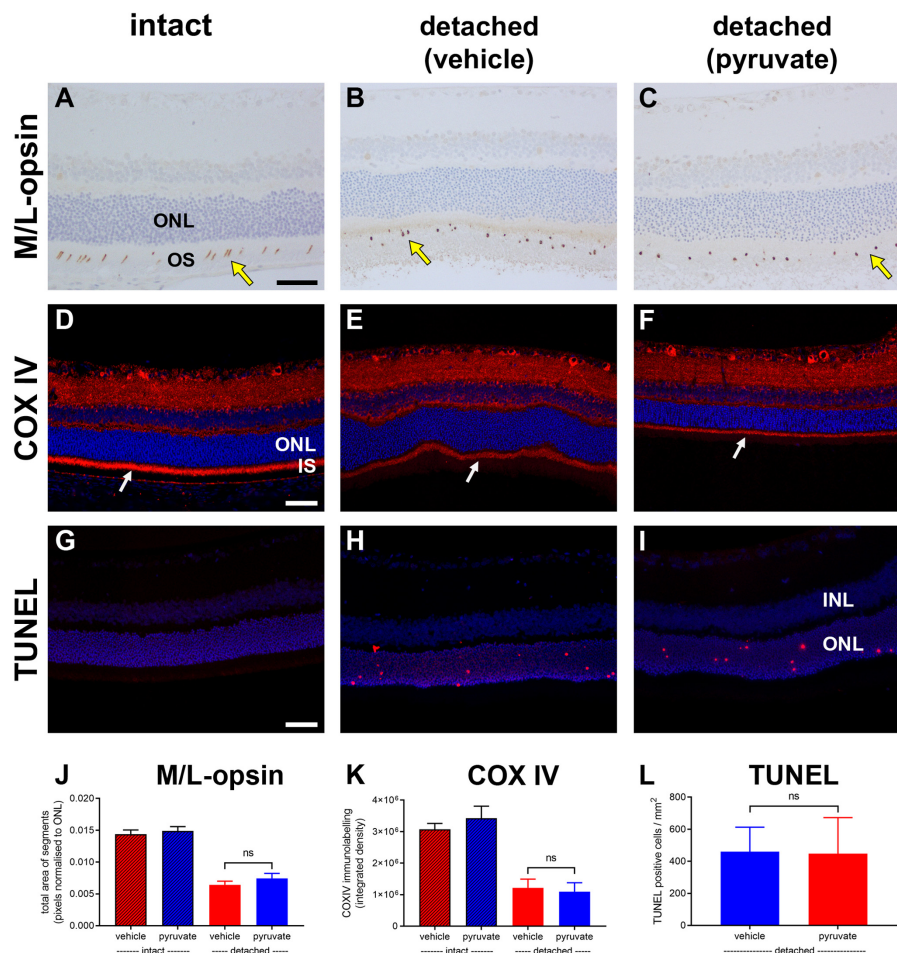 intact
detached
(vehicle)
detached
(pyruvate)
M/L-opsin
A
B
C
ONL
OS
COX IV
D
E
F
ONL
IS
TUNEL
G
H
I
INL
ONL
J
M/L-opsin
total area of segments
(pixels normalised to ONL)
0.020
0.015
0.010
0.005
0.000
ns
vehicle pyruvate vehicle pyruvate
------- intact ------- ----- detached -----
K
COX IV
COXIV immunolabelling
(integrated density)
4×10⁶
3×10⁶
2×10⁶
1×10⁶
0
ns
vehicle pyruvate vehicle pyruvate
------- intact ------- ----- detached -----
L
TUNEL
TUNEL positive cells / mm²
800
600
400
200
0
ns
vehicle pyruvate
-------------- detached --------------